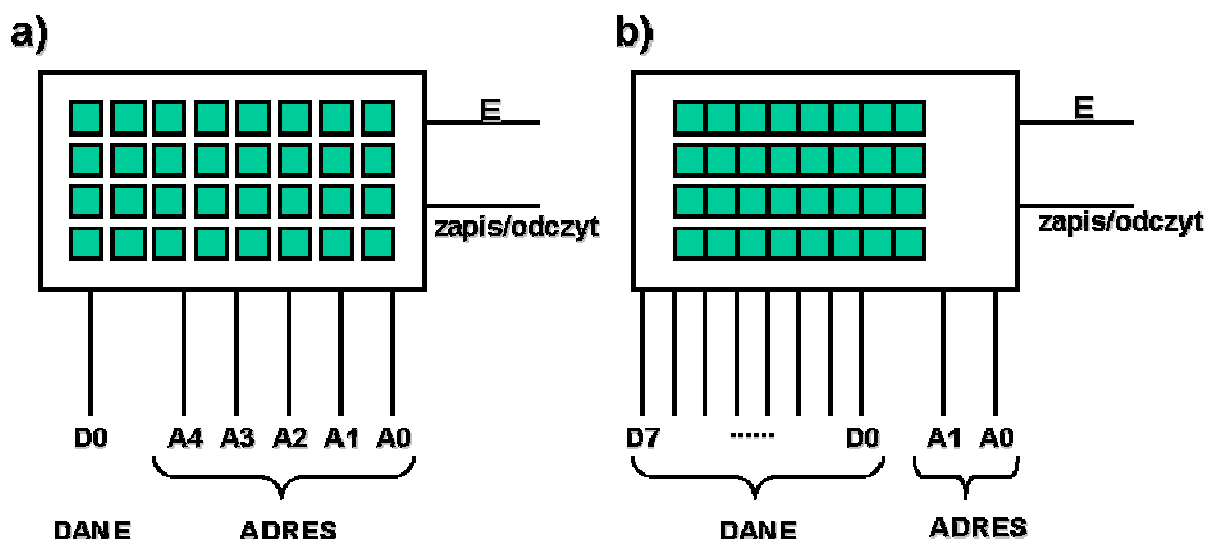 a)
E
zapis/odczyt
D0 A4 A3 A2 A1 A0
DANE ADRES
b)
E
zapis/odczyt
D7 ...... D0 A1 A0
DANE ADRES